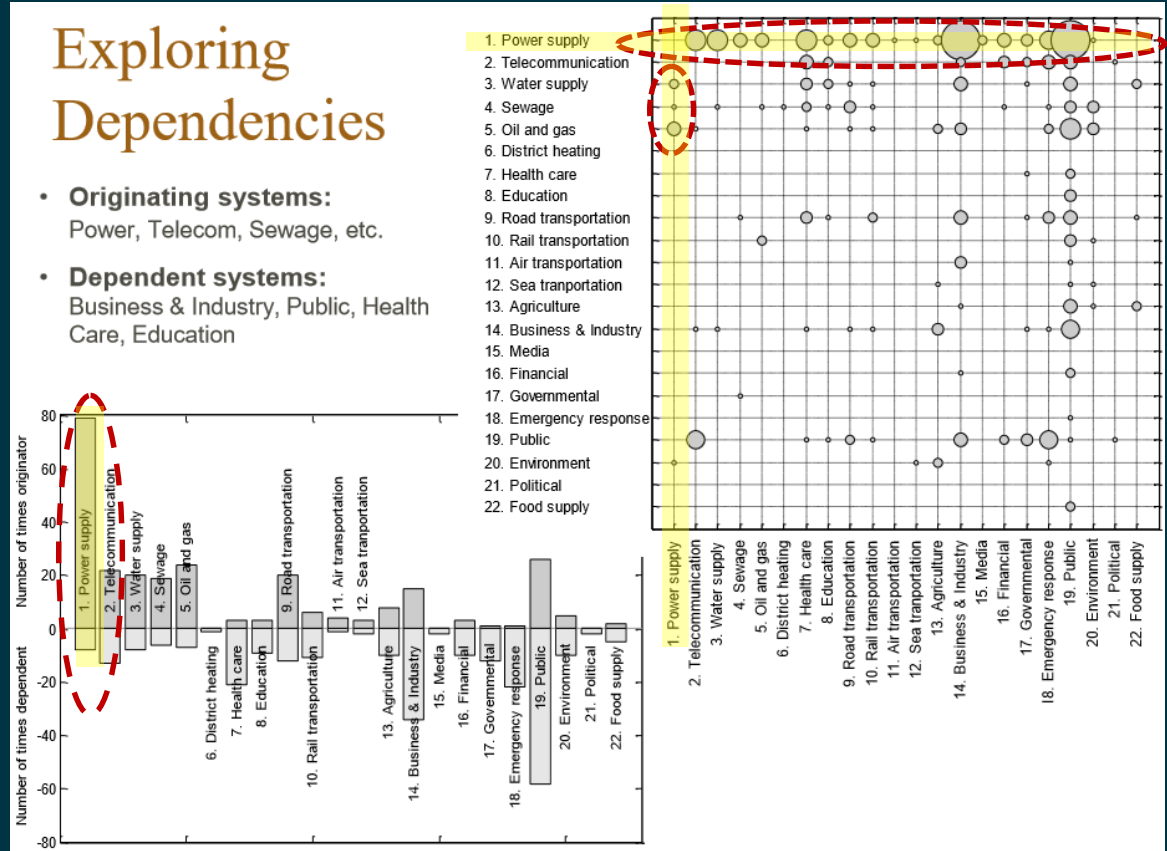 Exploring
Dependencies
• Originating systems:
Power, Telecom, Sewage, etc.
• Dependent systems:
Business & Industry, Public, Health
Care, Education
1. Power supply
2. Telecommunication
3. Water supply
4. Sewage
5. Oil and gas
6. District heating
7. Health care
8. Education
9. Road transportation
10. Rail transportation
11. Air transportation
12. Sea tranportation
13. Agriculture
14. Business & Industry
15. Media
16. Financial
17. Governmental
18. Emergency response
19. Public
20. Environment
21. Political
22. Food supply
1. Power supply
2. Telecommunication
3. Water supply
4. Sewage
5. Oil and gas
6. District heating
7. Health care
8. Education
9. Road transportation
10. Rail transportation
11. Air transportation
12. Sea tranportation
13. Agriculture
14. Business & Industry
15. Media
16. Financial
17. Governmental
18. Emergency response
19. Public
20. Environment
21. Political
22. Food supply
Number of times originator
Number of times dependent
80
60
40
20
0
-20
-40
-60
-80
1. Power supply
2. Telecommunication
3. Water supply
4. Sewage
5. Oil and gas
6. District heating
7. Health care
8. Education
9. Road transportation
10. Rail transportation
11. Air transportation
12. Sea tranportation
13. Agriculture
14. Business & Industry
15. Media
16. Financial
17. Governmental
18. Emergency response
19. Public
20. Environment
21. Political
22. Food supply